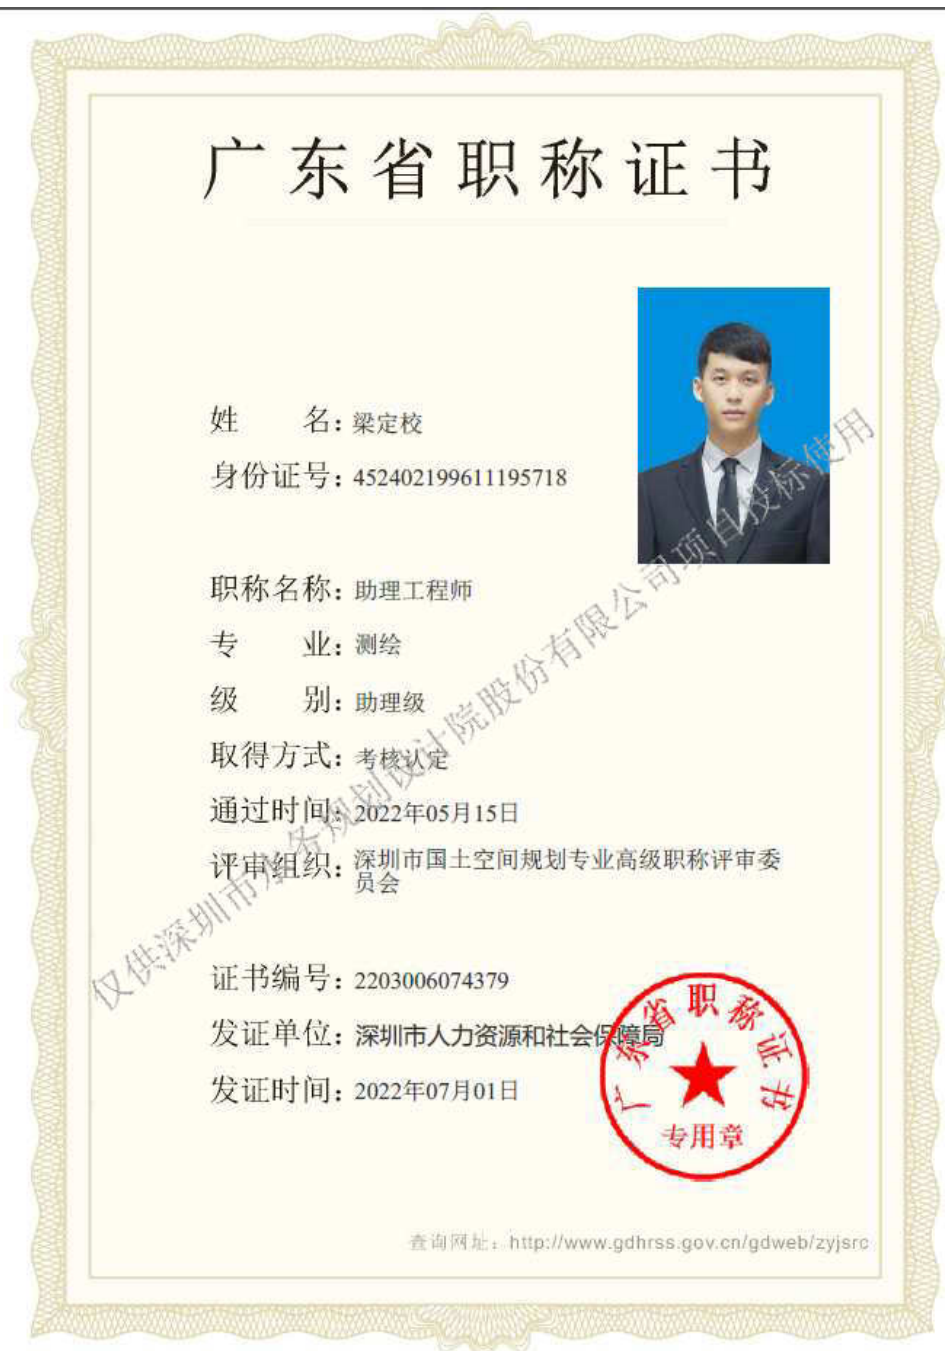 广东省职称证书
姓名：梁定校
身份证号：452402199611195718
职称名称：助理工程师
专业：测绘
级别：助理级
取得方式：考核认定
通过时间：2022年05月15日
评审组织：深圳市国土空间规划专业高级职称评审委
员会
证书编号：2203006074379
发证单位：深圳市人力资源和社会保障局
发证时间：2022年07月01日
广东省职称证书
专用章
查询网址：http://www.gdhrss.gov.cn/gdweb/zyjsrc
仅供深圳市水务规划设计院股份有限公司项目投标使用